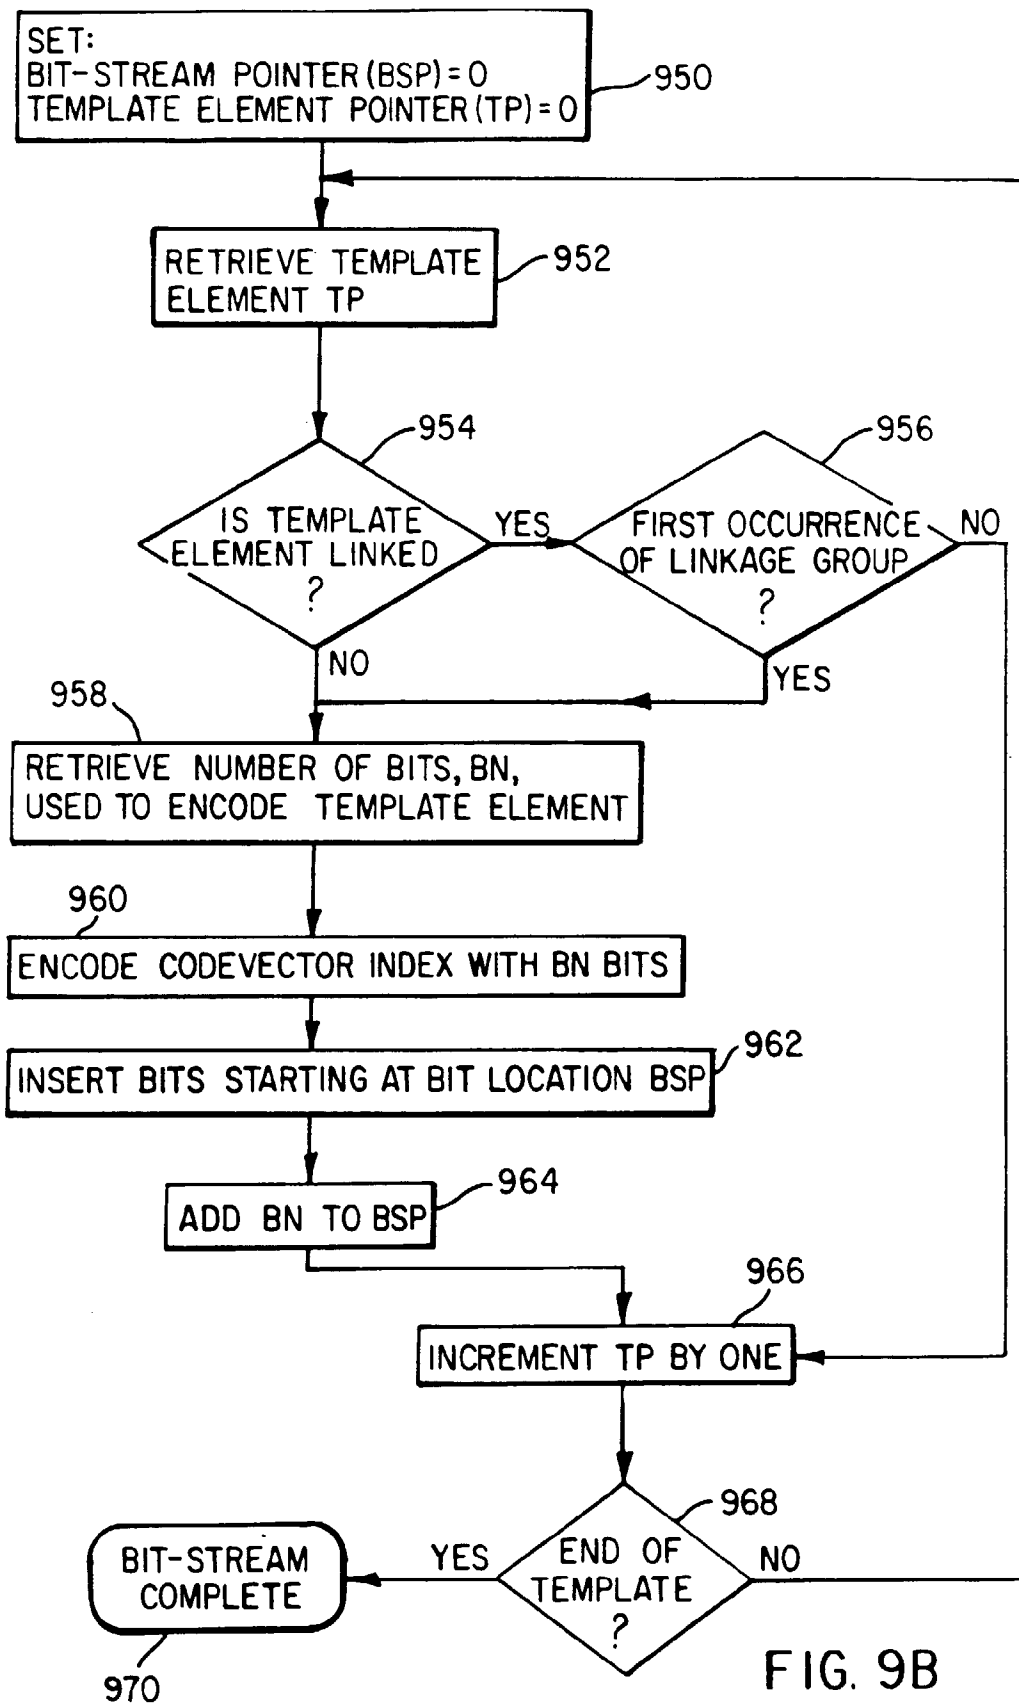 SET:
BIT-STREAM POINTER (BSP) = 0
TEMPLATE ELEMENT POINTER (TP) = 0
950
RETRIEVE TEMPLATE
ELEMENT TP
952
954
IS TEMPLATE
ELEMENT LINKED
?
YES
NO
956
FIRST OCCURRENCE
OF LINKAGE GROUP
?
NO
YES
958
RETRIEVE NUMBER OF BITS, BN,
USED TO ENCODE TEMPLATE ELEMENT
960
ENCODE CODEVECTOR INDEX WITH BN BITS
962
INSERT BITS STARTING AT BIT LOCATION BSP
964
ADD BN TO BSP
966
INCREMENT TP BY ONE
968
END OF
TEMPLATE
?
YES
NO
BIT-STREAM
COMPLETE
970
FIG. 9B